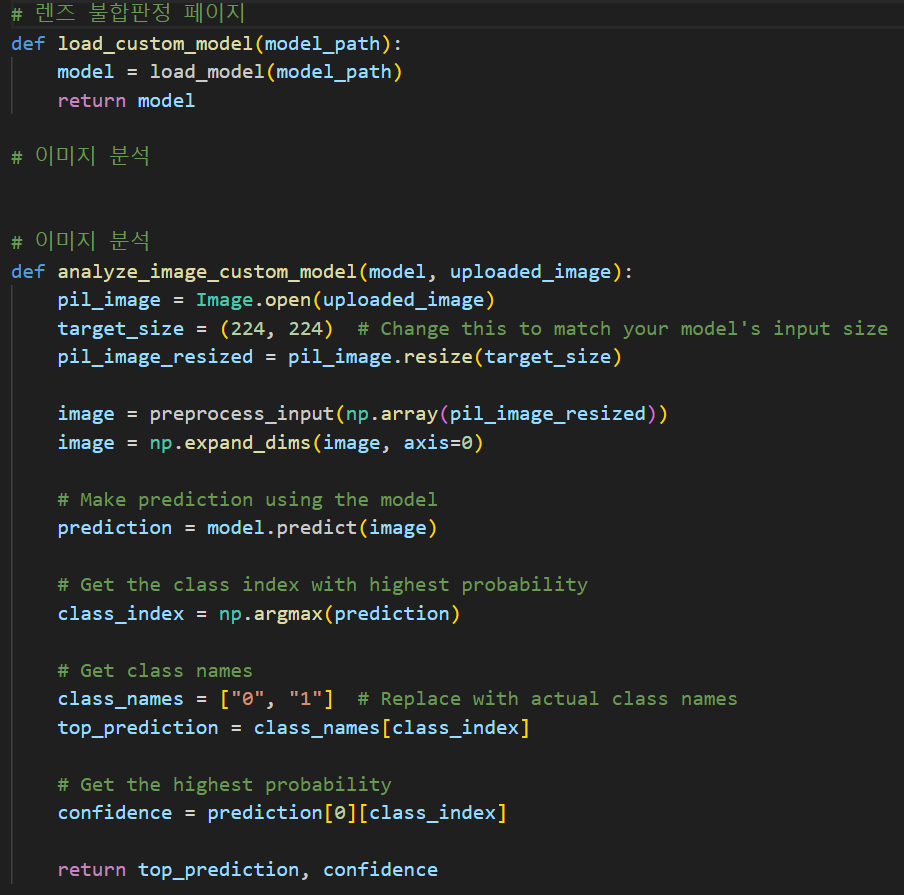 # 렌즈 불합판정 페이지
def load_custom_model(model_path):
    model = load_model(model_path)
    return model
# 이미지 분석
# 이미지 분석
def analyze_image_custom_model(model, uploaded_image):
    pil_image = Image.open(uploaded_image)
    target_size = (224, 224)  # Change this to match your model's input size
    pil_image_resized = pil_image.resize(target_size)
    image = preprocess_input(np.array(pil_image_resized))
    image = np.expand_dims(image, axis=0)
    # Make prediction using the model
    prediction = model.predict(image)
    # Get the class index with highest probability
    class_index = np.argmax(prediction)
    # Get class names
    class_names = ["0", "1"]  # Replace with actual class names
    top_prediction = class_names[class_index]
    # Get the highest probability
    confidence = prediction[0][class_index]
    return top_prediction, confidence